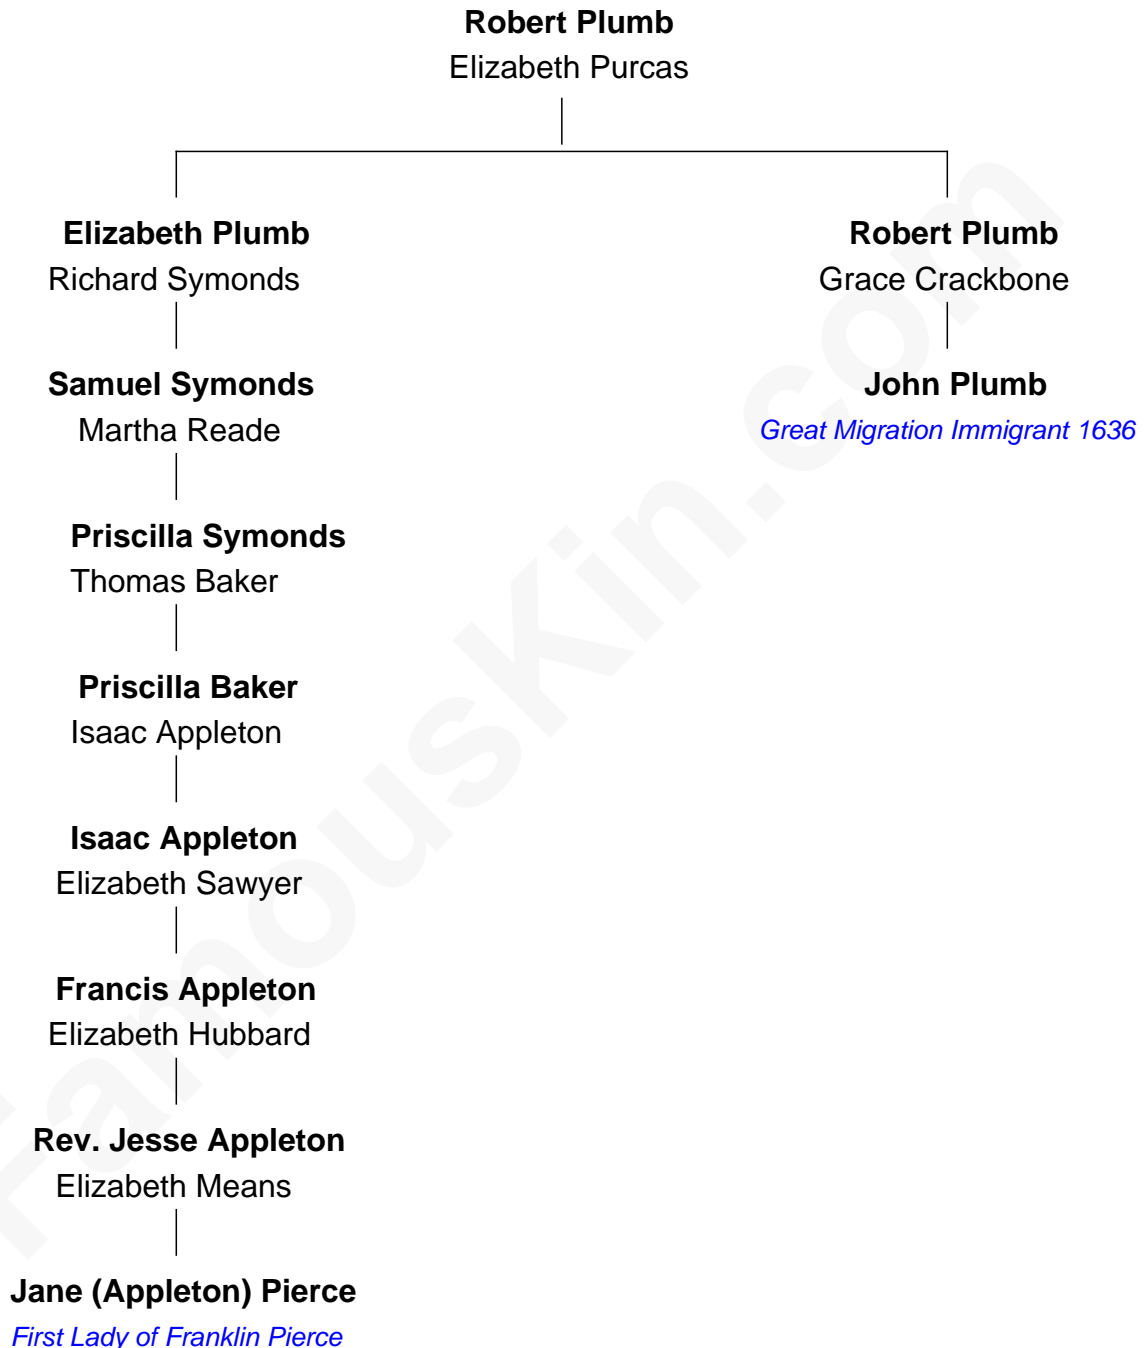 Robert Plumb
Elizabeth Purcas
Elizabeth Plumb
Richard Symonds
Robert Plumb
Grace Crackbone
Samuel Symonds
Martha Reade
John Plumb
Great Migration Immigrant 1636
Priscilla Symonds
Thomas Baker
Priscilla Baker
Isaac Appleton
Isaac Appleton
Elizabeth Sawyer
Francis Appleton
Elizabeth Hubbard
Rev. Jesse Appleton
Elizabeth Means
Jane (Appleton) Pierce
First Lady of Franklin Pierce
FamousKin.com